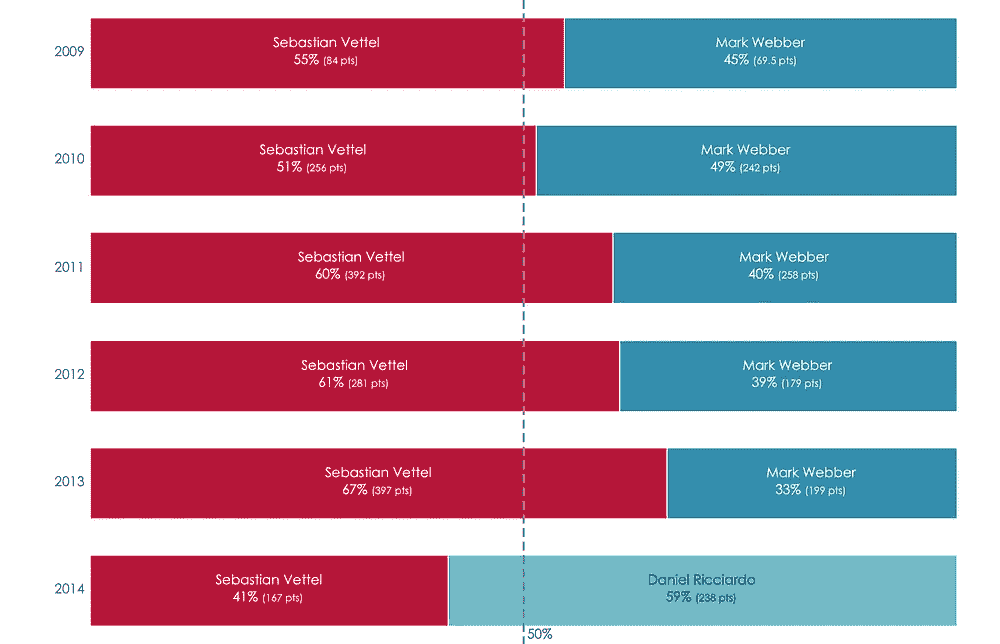 2009
Sebastian Vettel
55% (84 pts)
Mark Webber
45% (69.5 pts)
2010
Sebastian Vettel
51% (256 pts)
Mark Webber
49% (242 pts)
2011
Sebastian Vettel
60% (392 pts)
Mark Webber
40% (258 pts)
2012
Sebastian Vettel
61% (281 pts)
Mark Webber
39% (179 pts)
2013
Sebastian Vettel
67% (397 pts)
Mark Webber
33% (199 pts)
2014
Sebastian Vettel
41% (167 pts)
Daniel Ricciardo
59% (238 pts)
50%